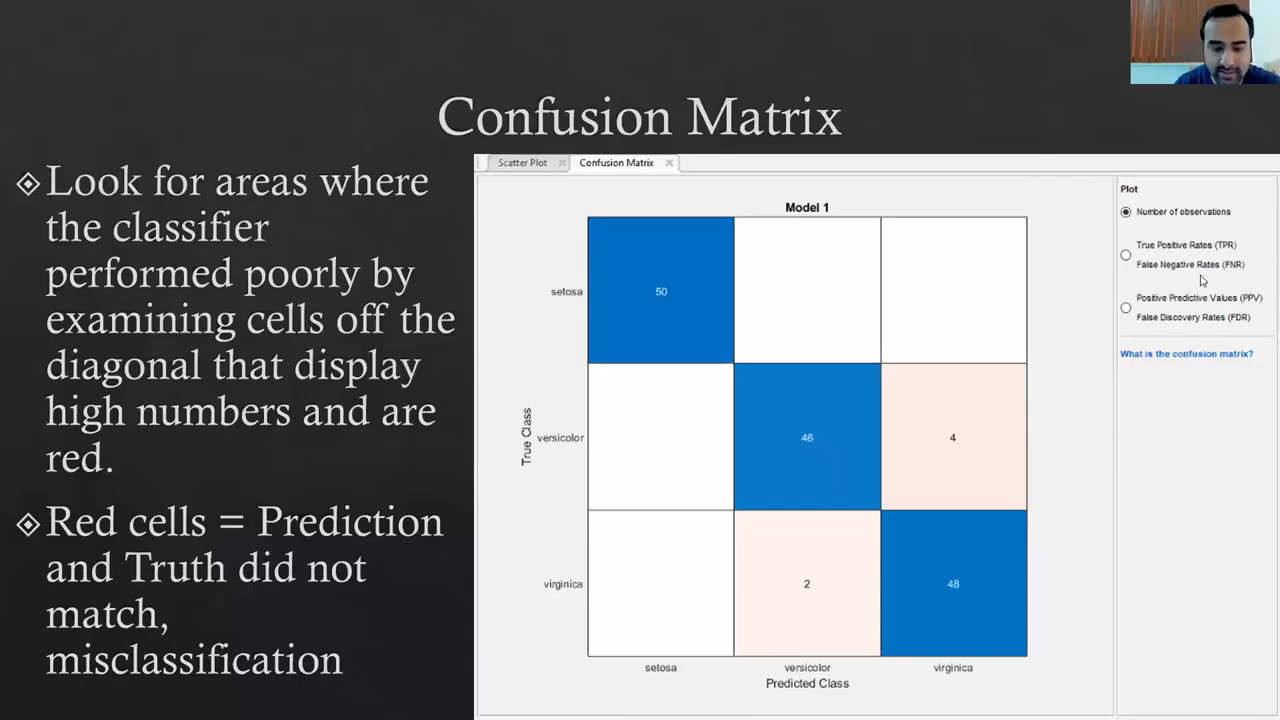 Confusion Matrix
Look for areas where
the classifier
performed poorly by
examining cells off the
diagonal that display
high numbers and are
red.
Red cells = Prediction
and Truth did not
match,
misclassification
Scatter Plot
Confusion Matrix
Model 1
True Class
setosa
50
versicolor
46
4
virginica
2
48
setosa
versicolor
virginica
Predicted Class
Plot
Number of observations
True Positive Rates (TPR)
False Negative Rates (FNR)
Positive Predictive Values (PPV)
False Discovery Rates (FDR)
What is the confusion matrix?